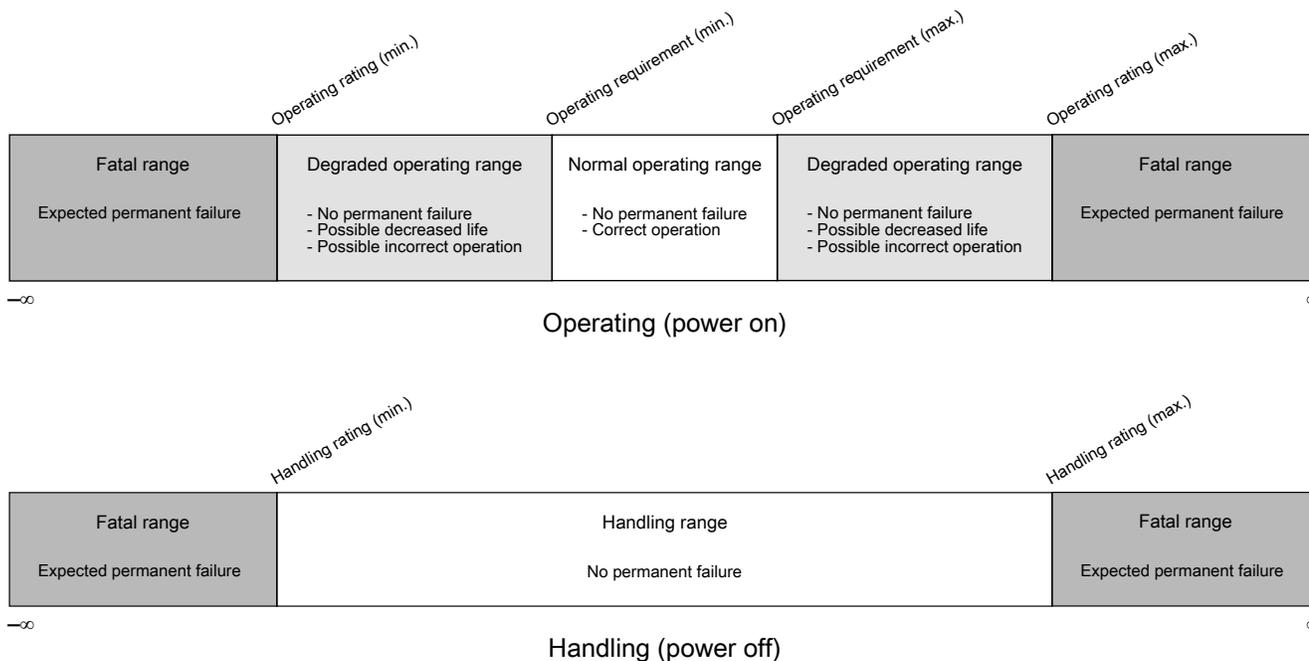 Operating rating (min.)
Operating requirement (min.)
Operating requirement (max.)
Operating rating (max.)
Fatal range
Expected permanent failure
Degraded operating range
- No permanent failure
- Possible decreased life
- Possible incorrect operation
Normal operating range
- No permanent failure
- Correct operation
Degraded operating range
- No permanent failure
- Possible decreased life
- Possible incorrect operation
Fatal range
Expected permanent failure
–∞
Operating (power on)
Handling rating (min.)
Handling rating (max.)
Fatal range
Expected permanent failure
Handling range
No permanent failure
Fatal range
Expected permanent failure
–∞
Handling (power off)